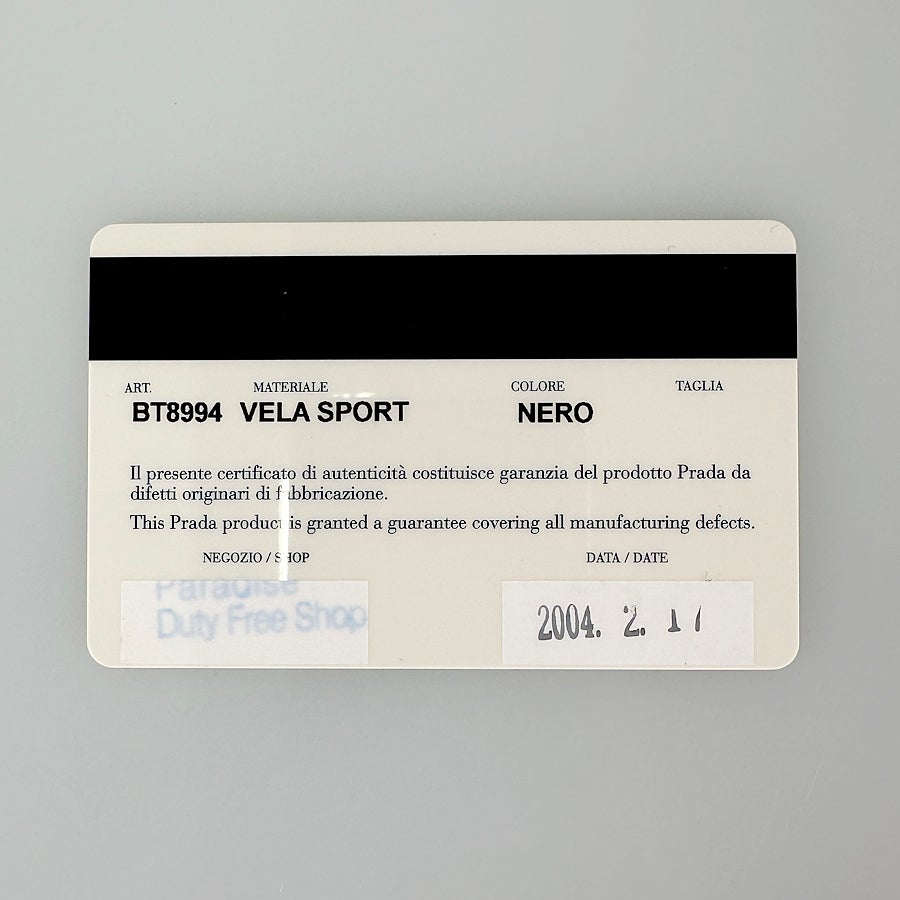 ART. MATERIALE COLORE TAGLIA
BT8994 VELA SPORT NERO
Il presente certificato di autenticità costituisce garanzia del prodotto Prada da
difetti originari di fabbricazione.
This Prada product is granted a guarantee covering all manufacturing defects.
NEGOZIO / SHOP DATA / DATE
Paradise
Duty Free Shop 2004. 2.